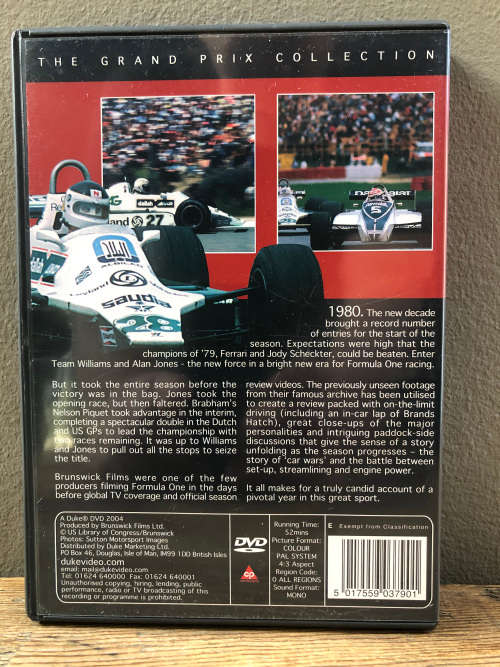 THE GRAND PRIX COLLECTION
27
5
Leyland
saudia
28
1980. The new decade
brought a record number
of entries for the start of the
season. Expectations were high that the
champions of '79, Ferrari and Jody Scheckter, could be beaten. Enter
Team Williams and Alan Jones - the new force in a bright new era for Formula One racing.
But it took the entire season before the
victory was in the bag. Jones took the
opening race, but then faltered. Brabham's
Nelson Piquet took advantage in the interim,
completing a spectacular double in the Dutch
and US GPs to lead the championship with
two races remaining. It was up to Williams
and Jones to pull out all the stops to seize
the title.
Brunswick Films were one of the few
producers filming Formula One in the days
before global TV coverage and official season
review videos. The previously unseen footage
from their famous archive has been utilised
to create a review packed with on-the-limit
driving (including an in-car lap of Brands
Hatch), great close-ups of the major
personalities and intriguing paddock-side
discussions that give the sense of a story
unfolding as the season progresses – the
story of 'car wars' and the battle between
set-up, streamlining and engine power.
It all makes for a truly candid account of a
pivotal year in this great sport.
A Duke® DVD 2004
Produced by Brunswick Films Ltd.
© US Library of Congress/Brunswick
Photos: Sutton Motorsport Images
Distributed by Duke Marketing Ltd.
PO Box 46, Douglas, Isle of Man, IM99 1DD British Isles
dukevideo.com
email: mail@dukevideo.com
Tel: 01624 640000 Fax: 01624 640001
Unauthorised copying, hiring, lending, public
performance, radio or TV broadcasting of this
recording or programme is prohibited.
DVD
VIDEO
Running Time:
52mins
Picture Format:
COLOUR
PAL SYSTEM
4:3 Aspect
Region Code:
0 ALL REGIONS
Sound Format:
MONO
E Exempt from Classification
5 017559 037901